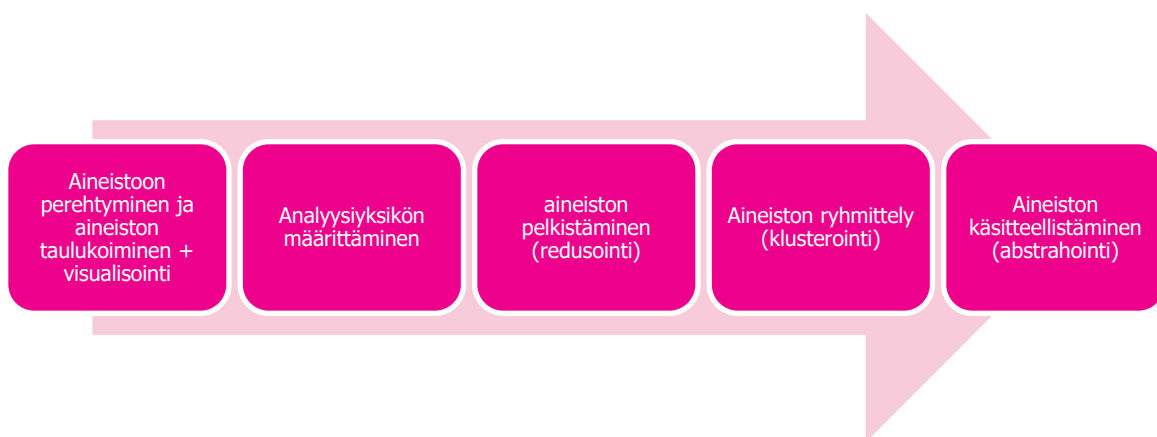 Aineistoon
perehtyminen ja
aineiston
taulukoiminen +
visualisointi
Analyysiyksikön
määrittäminen
aineiston
pelkistäminen
(redusointi)
Aineiston ryhmittely
(klusterointi)
Aineiston
käsitteellistäminen
(abstrahointi)